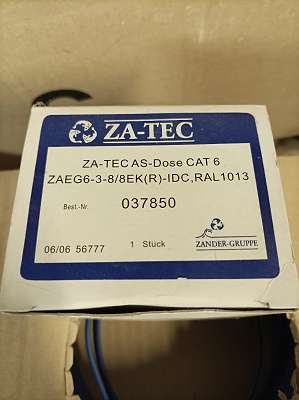 ZA-TEC
ZA-TEC AS-Dose CAT 6
ZAEG6-3-8/8EK(R)-IDC,RAL1013
Best.-Nr. 037850
06/06 56777 1 Stück ZANDER-GRUPPE